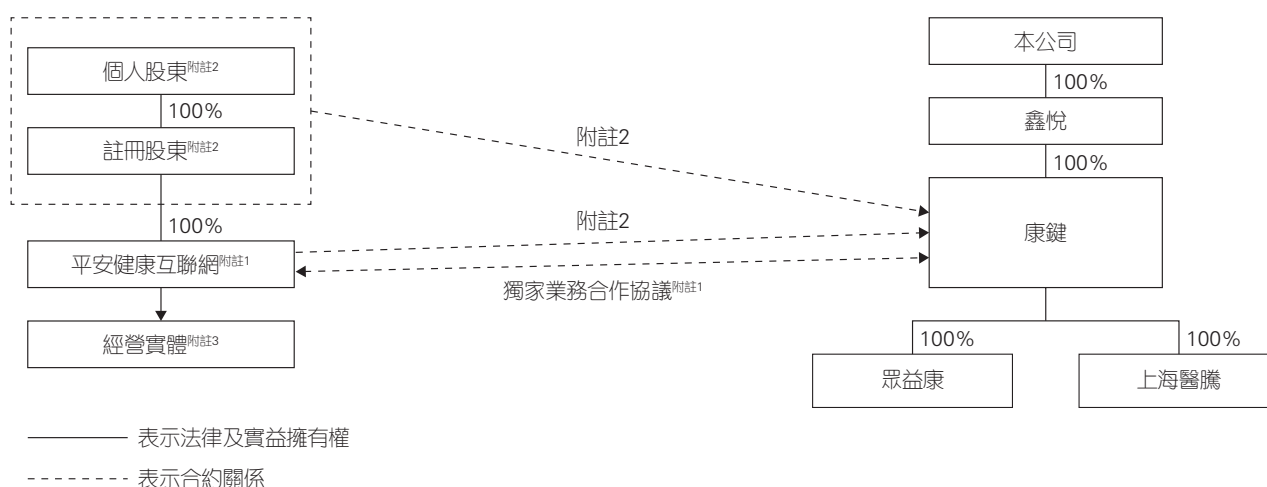 個人股東附註2
100%
註冊股東附註2
100%
平安健康互聯網附註1
經營實體附註3
附註2
附註2
獨家業務合作協議附註1
本公司
100%
鑫悅
100%
康鍵
100%
100%
眾益康
上海醫騰
表示法律及實益擁有權
表示合約關係